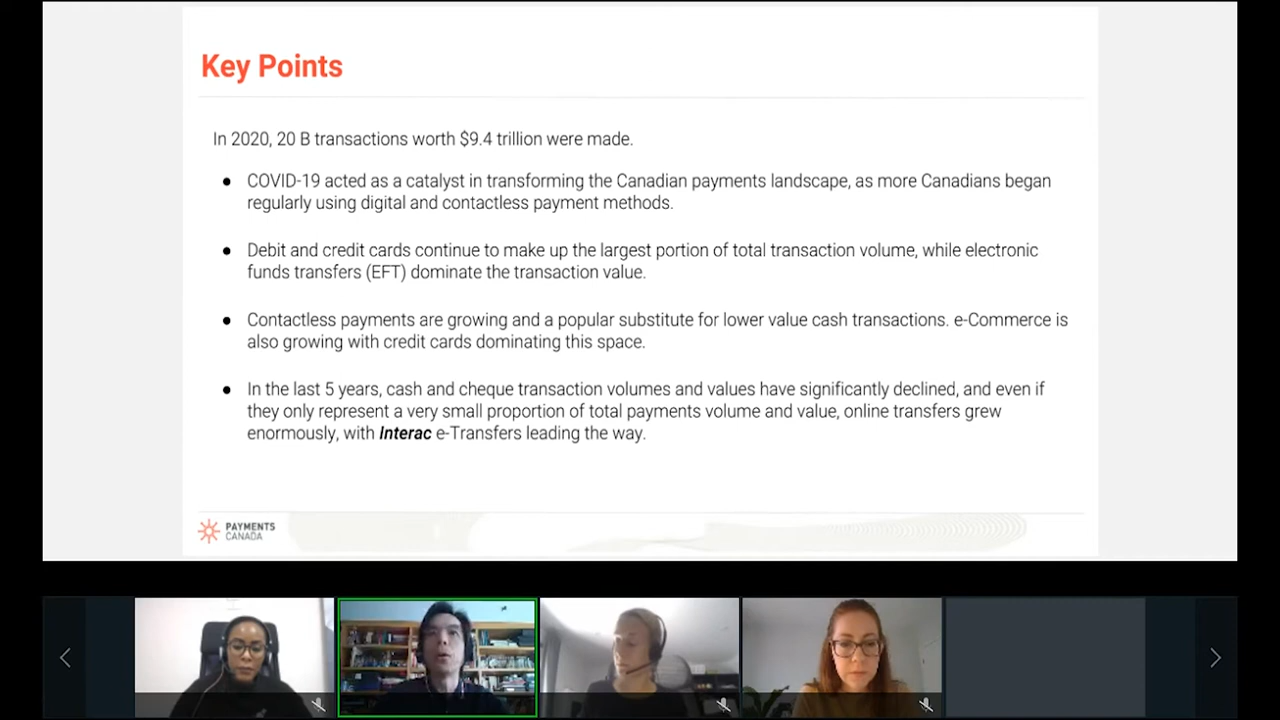 Key Points
In 2020, 20 B transactions worth $9.4 trillion were made.
● COVID-19 acted as a catalyst in transforming the Canadian payments landscape, as more Canadians began
regularly using digital and contactless payment methods.
● Debit and credit cards continue to make up the largest portion of total transaction volume, while electronic
funds transfers (EFT) dominate the transaction value.
● Contactless payments are growing and a popular substitute for lower value cash transactions. e-Commerce is
also growing with credit cards dominating this space.
● In the last 5 years, cash and cheque transaction volumes and values have significantly declined, and even if
they only represent a very small proportion of total payments volume and value, online transfers grew
enormously, with Interac e-Transfers leading the way.
PAYMENTS
CANADA